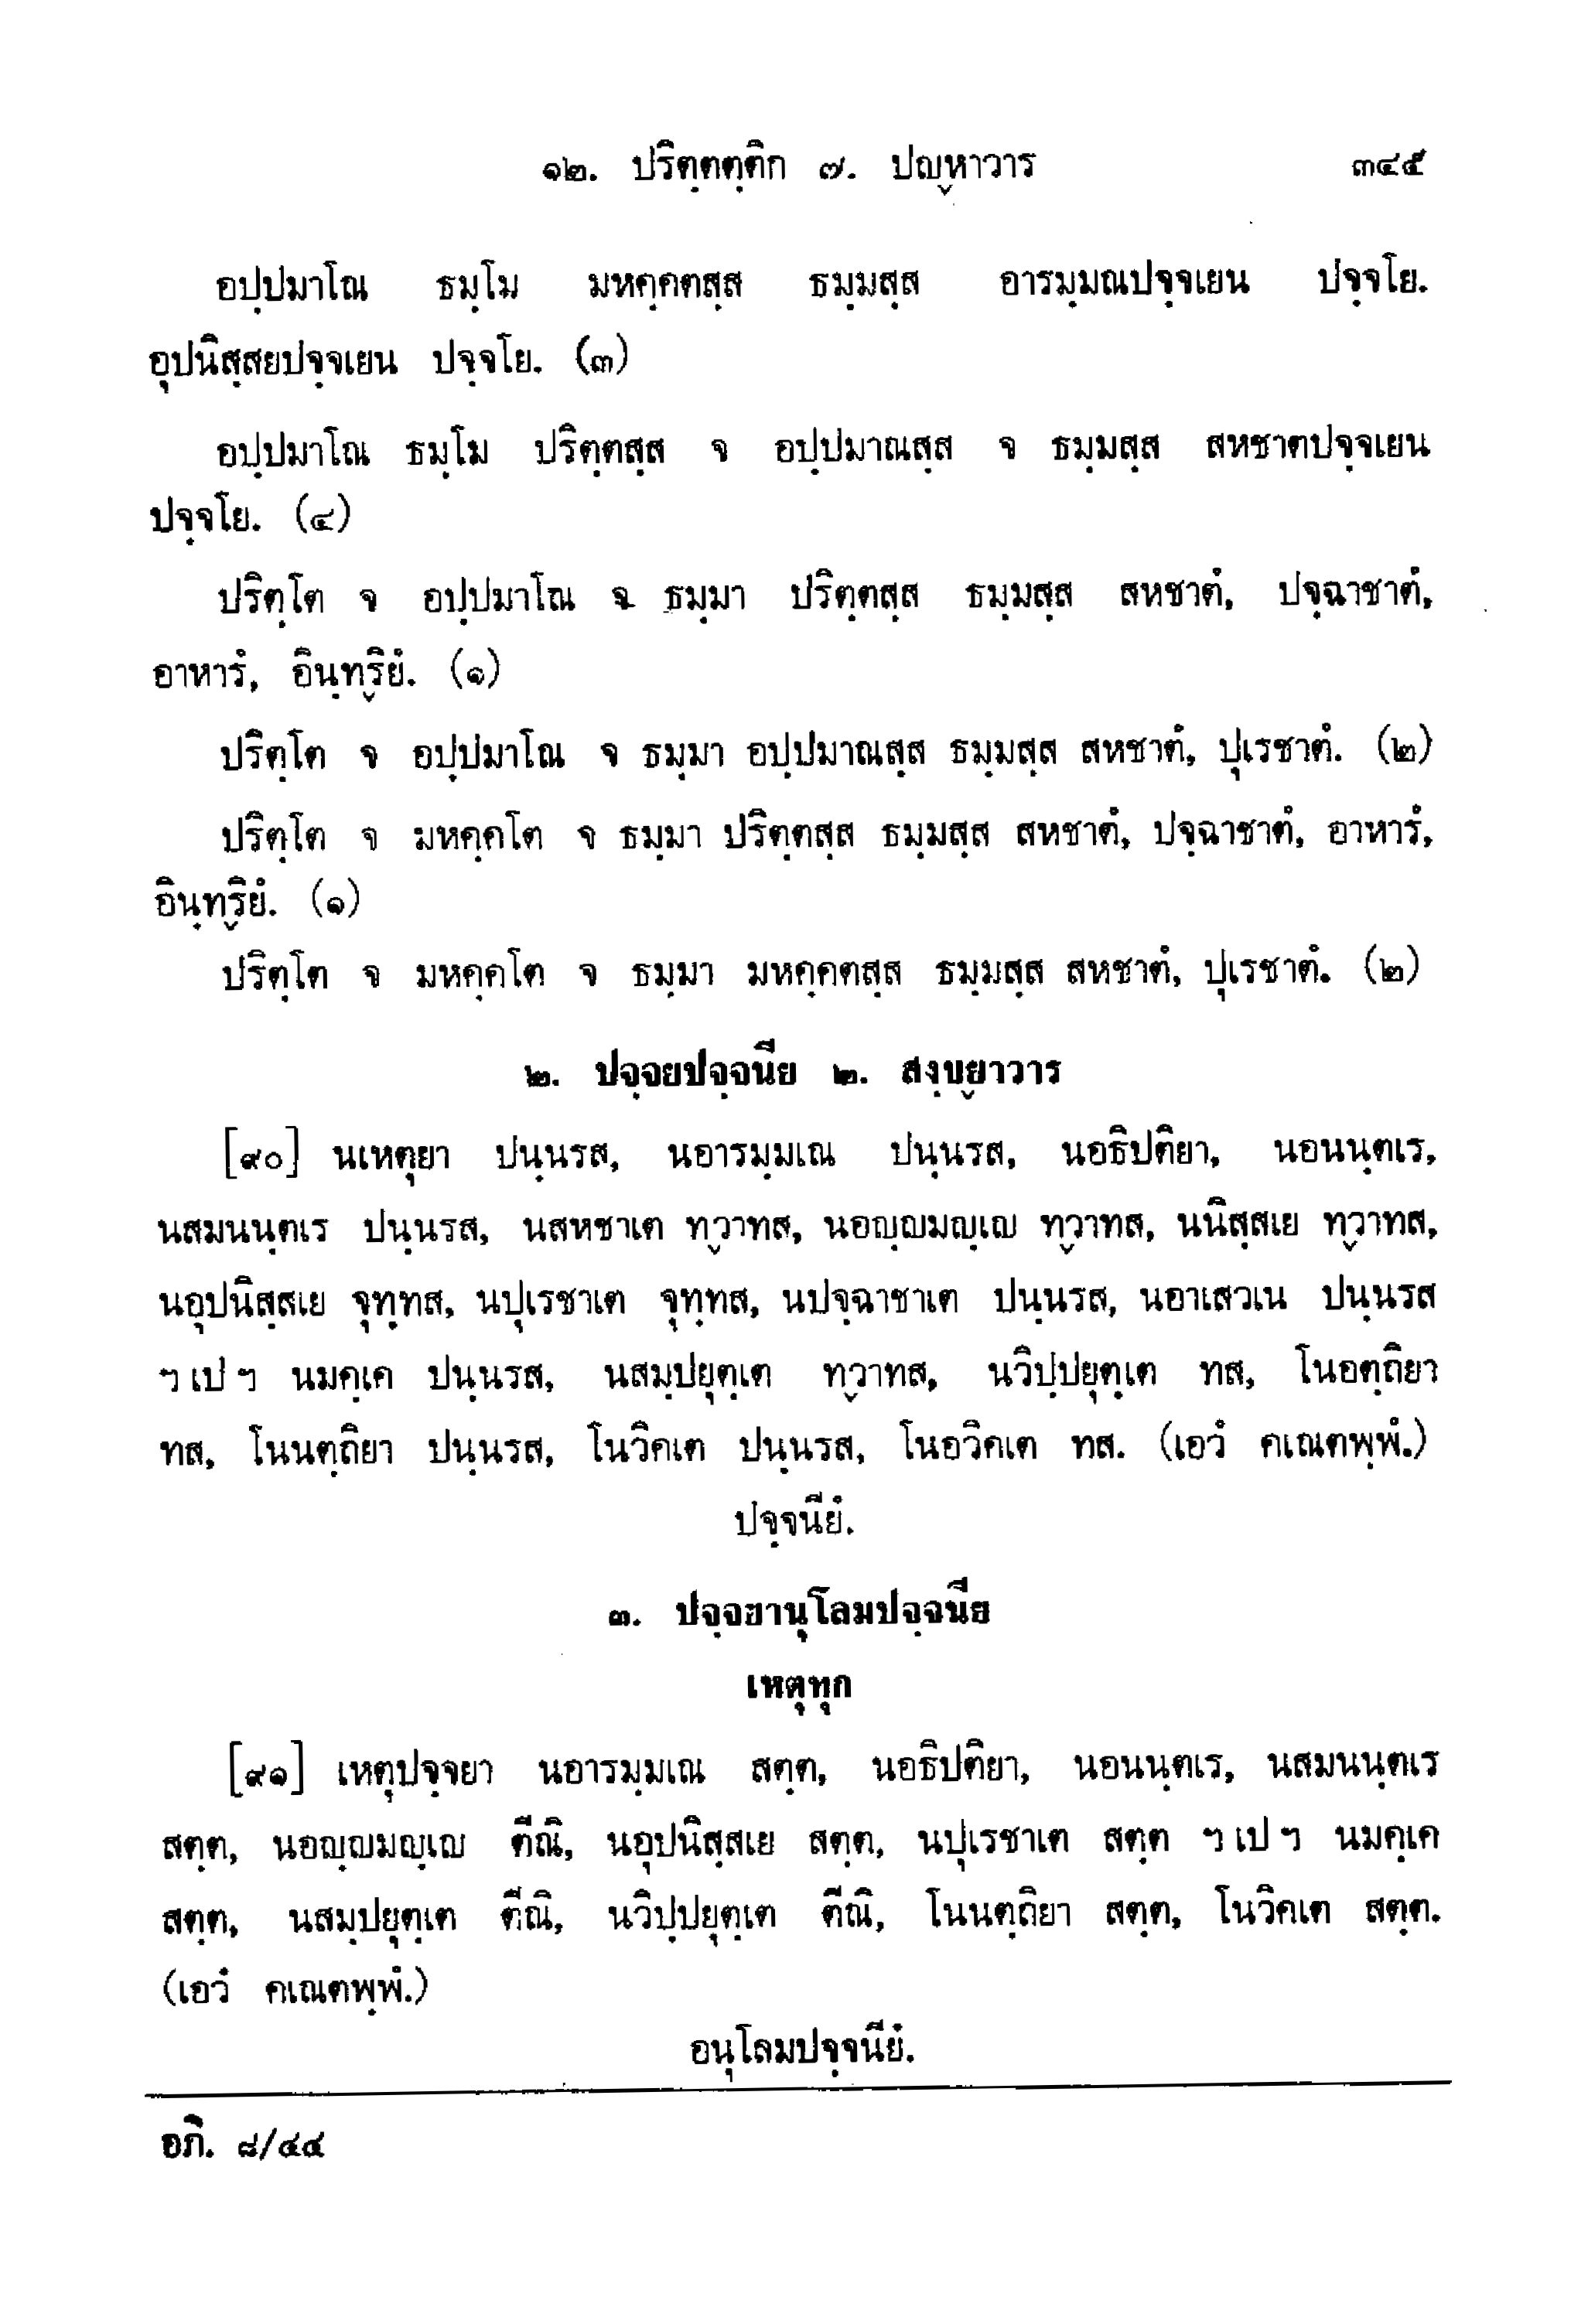 ๑๒. ปริตฺตตฺติก ๗. ปญฺหาวาร ๓๔๕
อปฺปมาโณ ธมฺโม มหคฺคตสฺส ธมฺมสฺส อารมฺมณปจฺจเยน ปจฺจโย.
อุปนิสฺสยปจฺจเยน ปจฺจโย. (๓)
อปฺปมาโณ ธมฺโม ปริตฺตสฺส จ อปฺปมาณสฺส จ ธมฺมสฺส สหชาตปจฺจเยน
ปจฺจโย. (๔)
ปริตฺโต จ อปฺปมาโณ จ ธมฺมา ปริตฺตสฺส ธมฺมสฺส สหชาตํ, ปจฺฉาชาตํ,
อาหารํ, อินฺทฺริยํ. (๑)
ปริตฺโต จ อปฺปมาโณ จ ธมฺมา อปฺปมาณสฺส ธมฺมสฺส สหชาตํ, ปุเรชาตํ. (๒)
ปริตฺโต จ มหคฺคโต จ ธมฺมา ปริตฺตสฺส ธมฺมสฺส สหชาตํ, ปจฺฉาชาตํ, อาหารํ,
อินฺทฺริยํ. (๑)
ปริตฺโต จ มหคฺคโต จ ธมฺมา มหคฺคตสฺส ธมฺมสฺส สหชาตํ, ปุเรชาตํ. (๒)
๒. ปจฺจยปจฺจนีย ๒. สงฺขฺยาวาร
[๙๐] นเหตุยา ปนฺนรส, นอารมฺมเณ ปนฺนรส, นอธิปติยา, นอนนฺตเร,
นสมนนฺตเร ปนฺนรส, นสหชาเต ทฺวาทส, นอญฺญมญฺเญ ทฺวาทส, นนิสฺสเย ทฺวาทส,
นอุปนิสฺสเย จุทฺทส, นปุเรชาเต จุทฺทส, นปจฺฉาชาเต ปนฺนรส, นอาเสวเน ปนฺนรส
ฯ เป ฯ นมคฺเค ปนฺนรส, นสมฺปยุตฺเต ทฺวาทส, นวิปฺปยุตฺเต ทส, โนอตฺถิยา
ทส, โนนตฺถิยา ปนฺนรส, โนวิคเต ปนฺนรส, โนอวิคเต ทส. (เอวํ คเณตพฺพํ.)
ปจฺจนียํ.
๓. ปจฺจยานุโลมปจฺจนีย
เหตุทุก
[๙๑] เหตุปจฺจยา นอารมฺมเณ สตฺต, นอธิปติยา, นอนนฺตเร, นสมนนฺตเร
สตฺต, นอญฺญมญฺเญ ตีณิ, นอุปนิสฺสเย สตฺต, นปุเรชาเต สตฺต ฯ เป ฯ นมคฺเค
สตฺต, นสมฺปยุตฺเต ตีณิ, นวิปฺปยุตฺเต ตีณิ, โนนตฺถิยา สตฺต, โนวิคเต สตฺต.
(เอวํ คเณตพฺพํ.)
อนุโลมปจฺจนียํ.
อภิ. ๘/๔๔